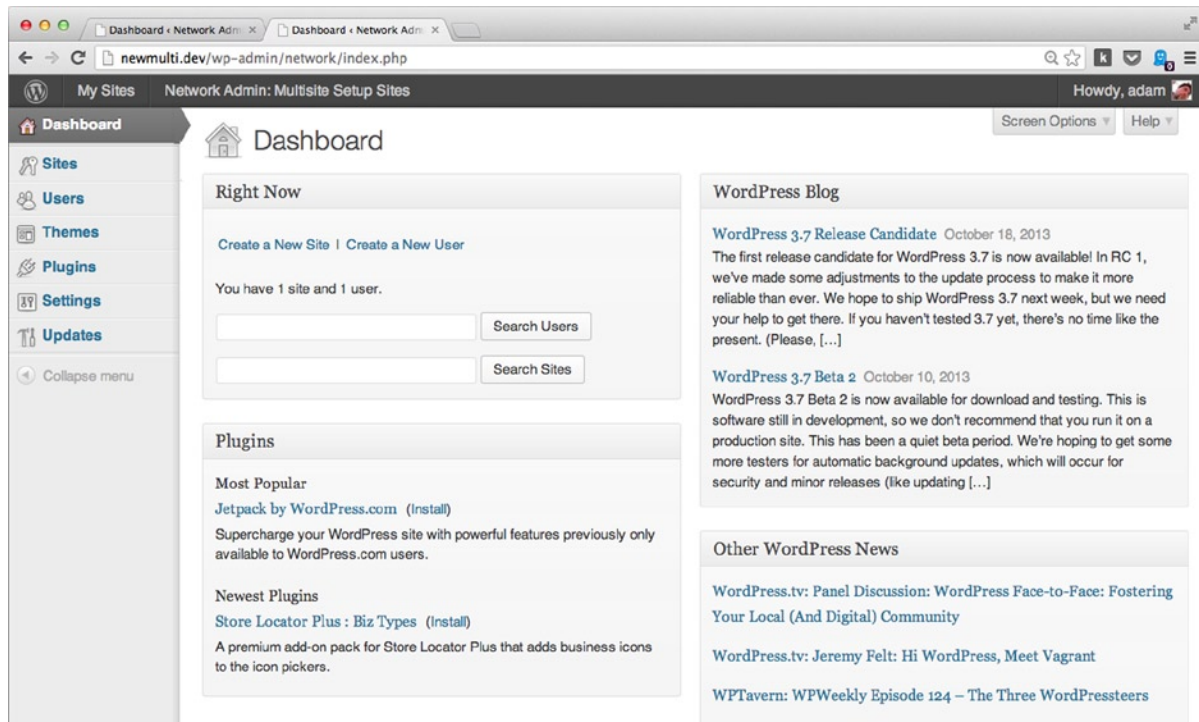 Dashboard ‹ Network Adm
Dashboard ‹ Network Adm
newmulti.dev/wp-admin/network/index.php
k
0
My Sites
Network Admin: Multisite Setup Sites
Howdy, adam
Dashboard
Sites
Users
Themes
Plugins
Settings
Updates
Collapse menu
Screen Options
Help
Dashboard
Right Now
Create a New Site | Create a New User
You have 1 site and 1 user.
Search Users
Search Sites
Plugins
Most Popular
Jetpack by WordPress.com (Install)
Supercharge your WordPress site with powerful features previously only
available to WordPress.com users.
Newest Plugins
Store Locator Plus : Biz Types (Install)
A premium add-on pack for Store Locator Plus that adds business icons
to the icon pickers.
WordPress Blog
WordPress 3.7 Release Candidate October 18, 2013
The first release candidate for WordPress 3.7 is now available! In RC 1,
we've made some adjustments to the update process to make it more
reliable than ever. We hope to ship WordPress 3.7 next week, but we need
your help to get there. If you haven't tested 3.7 yet, there's no time like the
present. (Please, […]
WordPress 3.7 Beta 2 October 10, 2013
WordPress 3.7 Beta 2 is now available for download and testing. This is
software still in development, so we don't recommend that you run it on a
production site. This has been a quiet beta period. We're hoping to get some
more testers for automatic background updates, which will occur for
security and minor releases (like updating […]
Other WordPress News
WordPress.tv: Panel Discussion: WordPress Face-to-Face: Fostering
Your Local (And Digital) Community
WordPress.tv: Jeremy Felt: Hi WordPress, Meet Vagrant
WPTavern: WPWeekly Episode 124 – The Three WordPressteers